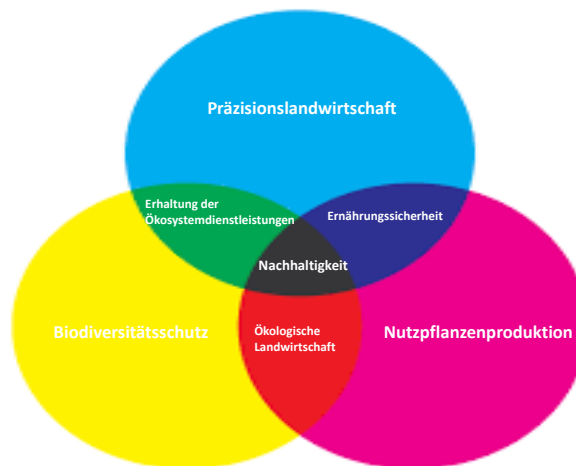 Präzisionslandwirtschaft
Erhaltung der
Ökosystemdienstleistungen
Ernährungssicherheit
Nachhaltigkeit
Biodiversitätsschutz
Ökologische
Landwirtschaft
Nutzpflanzenproduktion